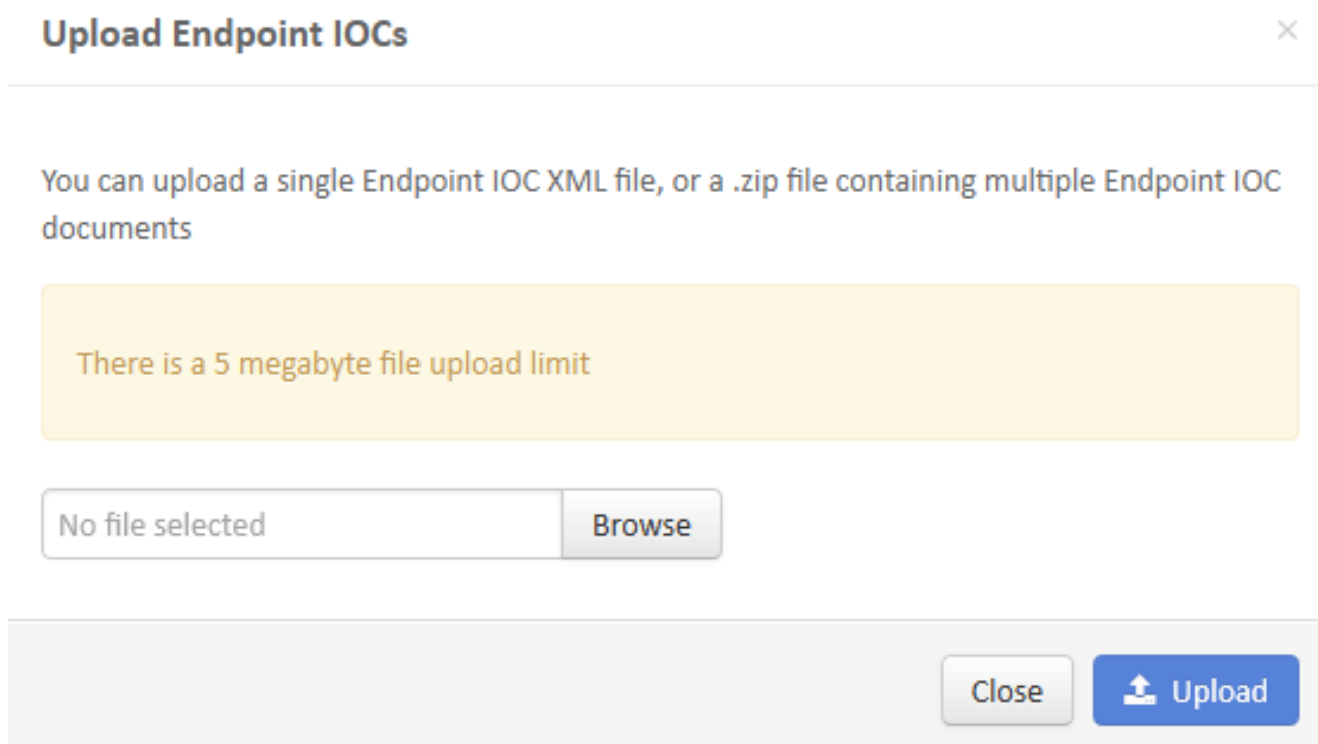 Upload Endpoint IOCs
You can upload a single Endpoint IOC XML file, or a .zip file containing multiple Endpoint IOC
documents
There is a 5 megabyte file upload limit
No file selected
Browse
Close
Upload